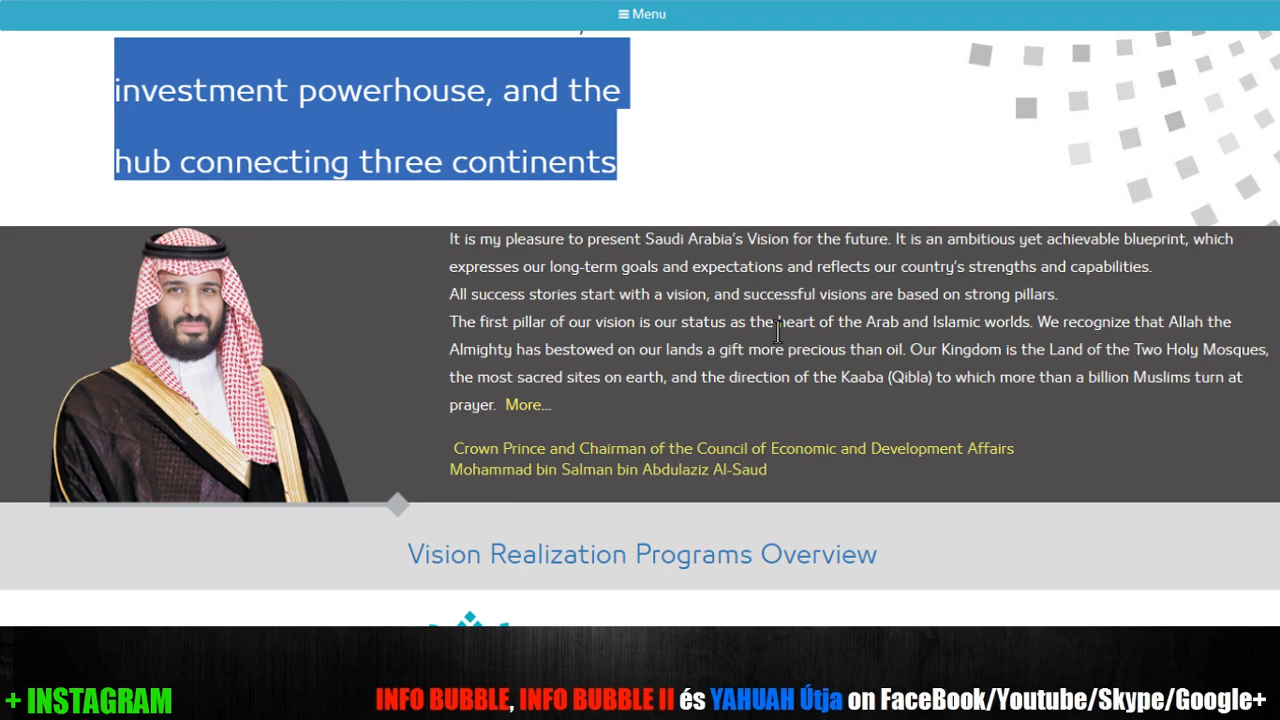 Menu
investment powerhouse, and the
hub connecting three continents
It is my pleasure to present Saudi Arabia’s Vision for the future. It is an ambitious yet achievable blueprint, which
expresses our long-term goals and expectations and reflects our country’s strengths and capabilities.
All success stories start with a vision, and successful visions are based on strong pillars.
The first pillar of our vision is our status as the heart of the Arab and Islamic worlds. We recognize that Allah the
Almighty has bestowed on our lands a gift more precious than oil. Our Kingdom is the Land of the Two Holy Mosques,
the most sacred sites on earth, and the direction of the Kaaba (Qibla) to which more than a billion Muslims turn at
prayer. More...
Crown Prince and Chairman of the Council of Economic and Development Affairs
Mohammad bin Salman bin Abdulaziz Al-Saud
Vision Realization Programs Overview
+ INSTAGRAM
INFO BUBBLE, INFO BUBBLE II és YAHUAH Útja on FaceBook/Youtube/Skype/Google+